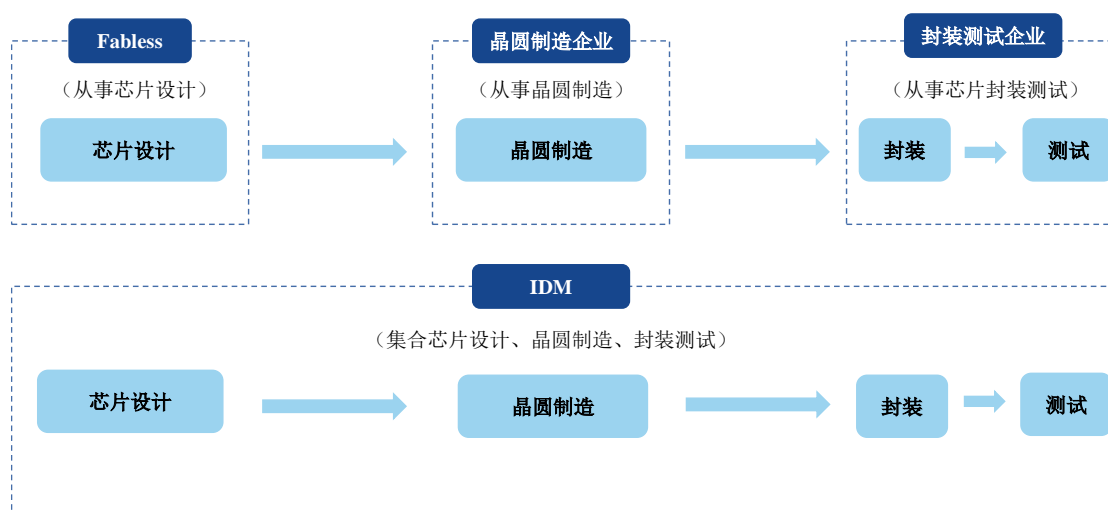 Fabless
晶圆制造企业
封装测试企业
（从事芯片设计）
（从事晶圆制造）
（从事芯片封装测试）
芯片设计
晶圆制造
封装
测试
IDM
（集合芯片设计、晶圆制造、封装测试）
芯片设计
晶圆制造
封装
测试